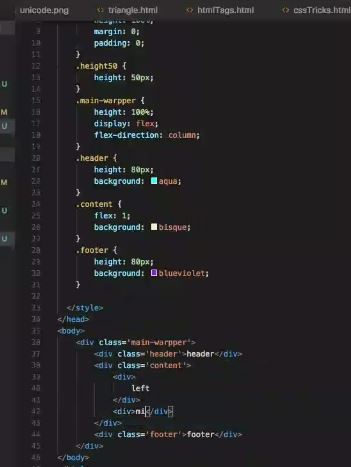 unicode.png triangle.html htmlTags.html cssTricks.html
9 margin: 0;
10 padding: 0;
11 }
12 .height50 {
13 height: 50px;
14 }
15 .main-warpper {
16 height: 100%;
17 display: flex;
18 flex-direction: column;
19 }
20 .header {
21 height: 80px;
22 background: aqua;
23 }
24 .content {
25 flex: 1;
26 background: bisque;
27 }
28 .footer {
29 height: 80px;
30 background: blueviolet;
31 }
32
33 </style>
34 </head>
35 <body>
36 <div class='main-warpper'>
37 <div class='header'>header</div>
38 <div class='content'>
39 <div>
40 left
41 </div>
42 <div>mi</div>
43 </div>
44 <div class='footer'>footer</div>
45 </div>
46 </body>